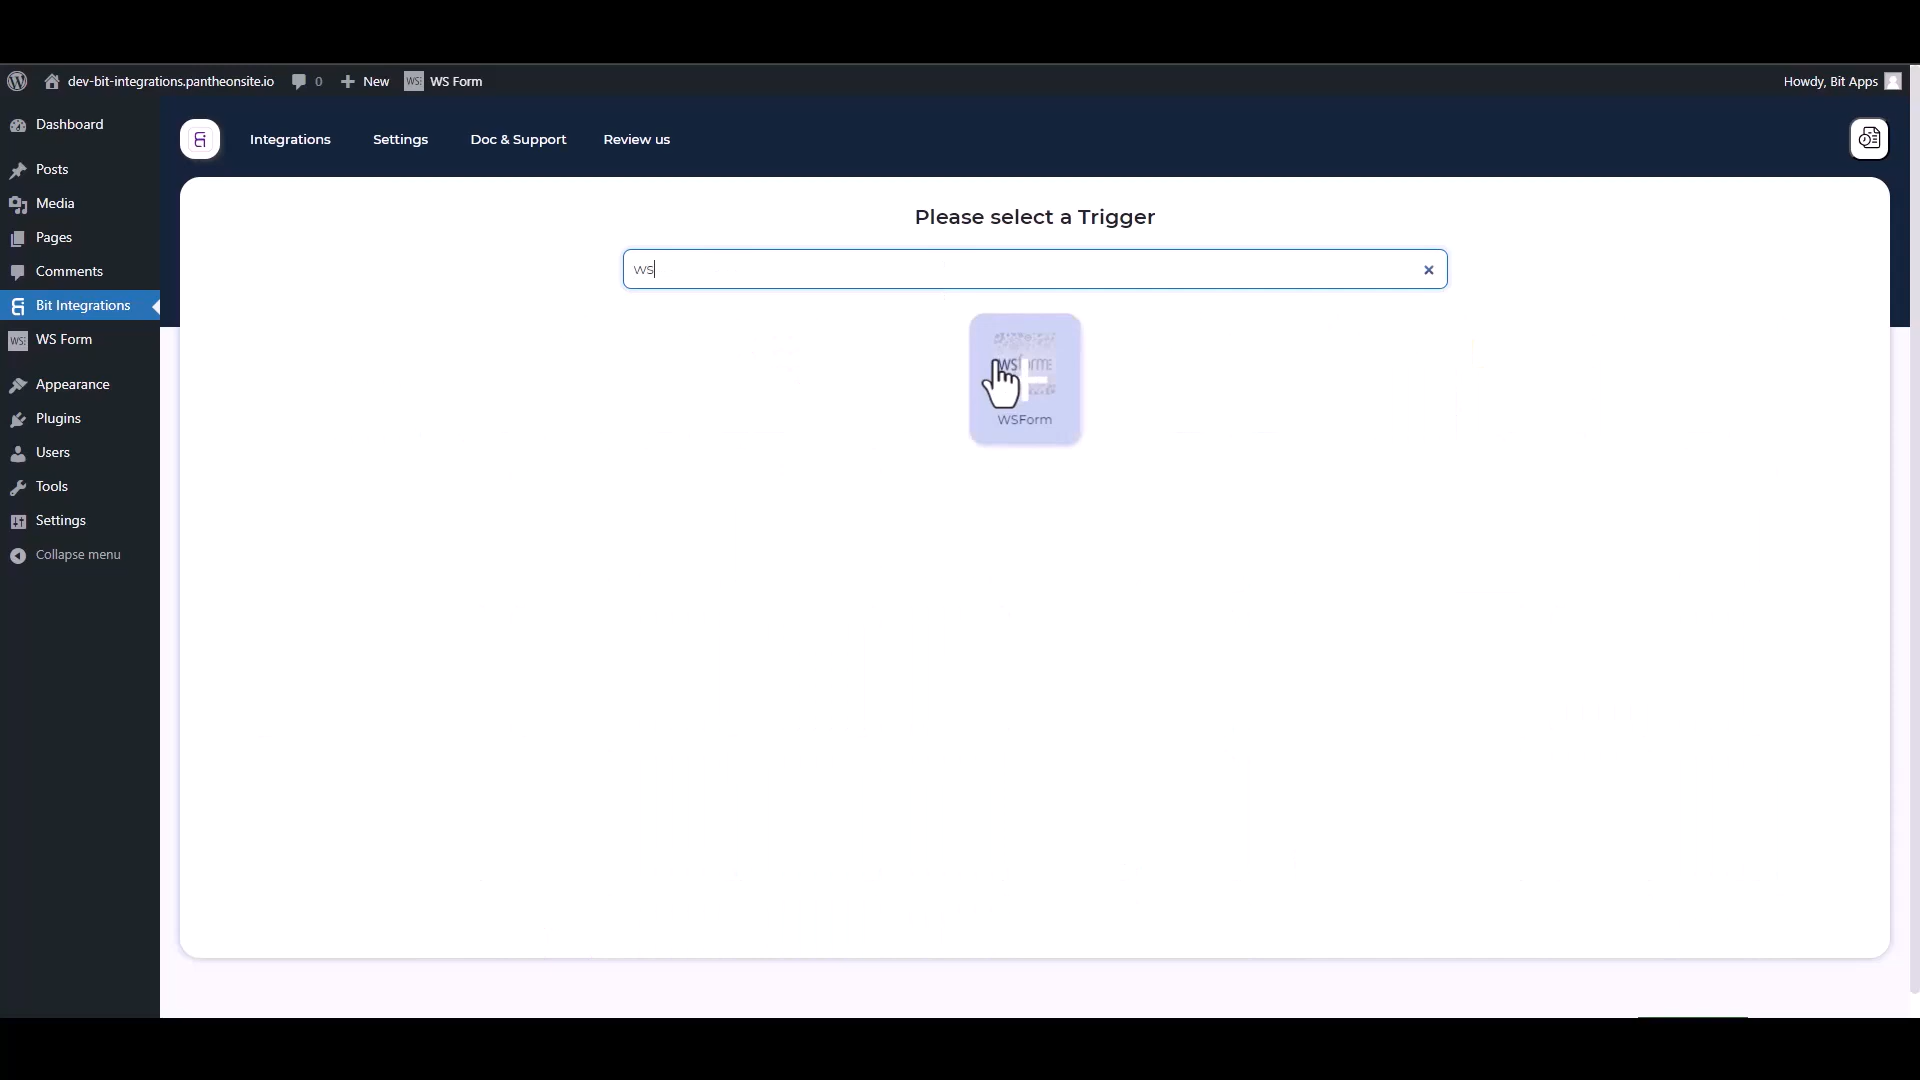 dev-bit-integrations.pantheonsite.io
0
New
WS Form
Howdy, Bit Apps
Dashboard
Posts
Media
Pages
Comments
Bit Integrations
WS Form
Appearance
Plugins
Users
Tools
Settings
Collapse menu
Integrations
Settings
Doc & Support
Review us
Please select a Trigger
ws
WSForm